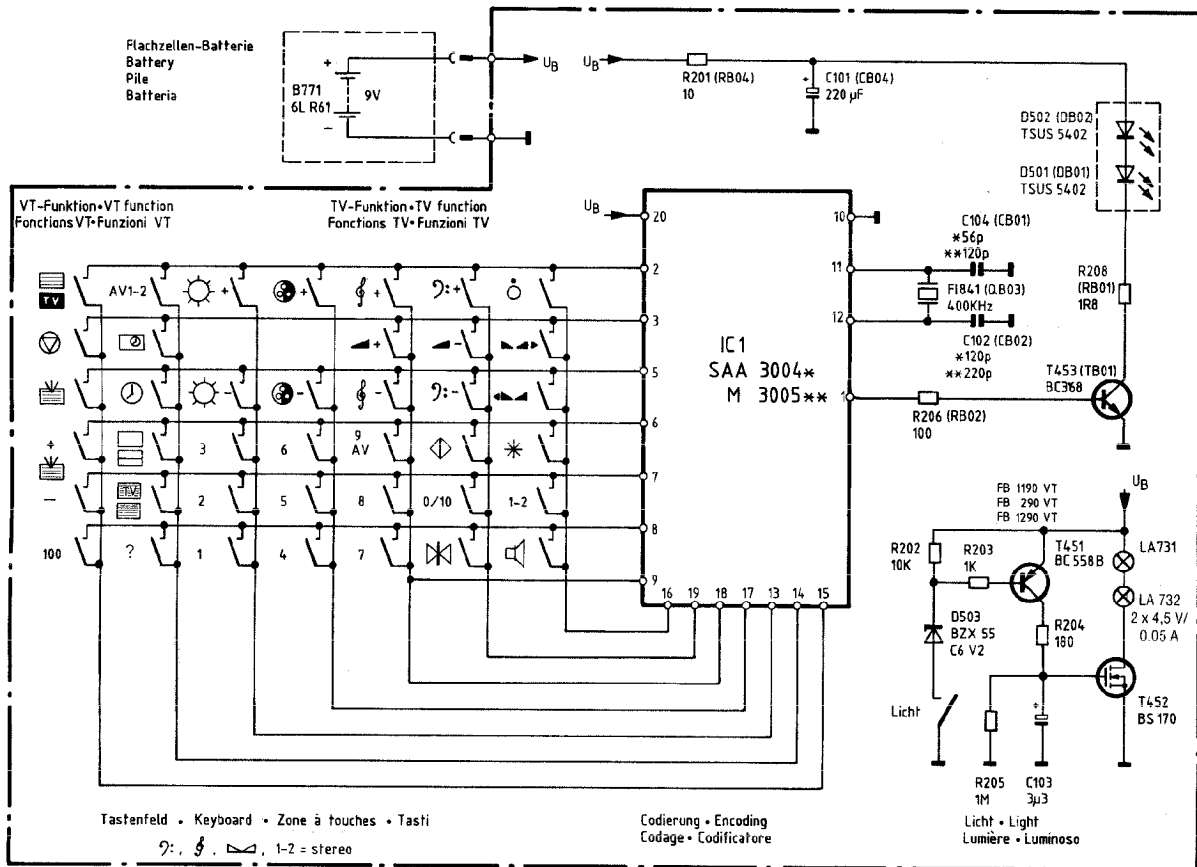 Flachzellen-Batterie
Battery
Pile
Batteria
+
B771
6L R61
9V
−
UB
UB
R201 (RB04)
10
+
C101 (CB04)
220 µF
D502 (DB02)
TSUS 5402
D501 (DB01)
TSUS 5402
VT-Funktion • VT function
Fonctions VT • Funzioni VT
TV-Funktion • TV function
Fonctions TV • Funzioni TV
UB
20
10
C104 (CB01)
*56p
**120p
11
FI841 (QB03)
400KHz
12
C102 (CB02)
*120p
**220p
R208
(RB01)
1R8
IC1
SAA 3004*
M 3005**
1
R206 (RB02)
100
T453 (TB01)
BC368
2
3
5
6
7
8
9
TV
AV1-2
+
+
+
+
+
−
−
−
−
−
+
3
6
9
AV
−
TV
2
5
8
0/10
1-2
100
?
1
4
7
16
19
18
17
13
14
15
FB 1190 VT
FB 290 VT
FB 1290 VT
UB
R202
10K
R203
1K
T451
BC 558B
LA731
LA 732
2 x 4,5 V/
0.05 A
D503
BZX 55
C6 V2
R204
180
Licht
T452
BS 170
R205
1M
+
C103
3µ3
Tastenfeld • Keyboard • Zone à touches • Tasti
1-2 = stereo
Codierung • Encoding
Codage • Codificatore
Licht • Light
Lumière • Luminoso